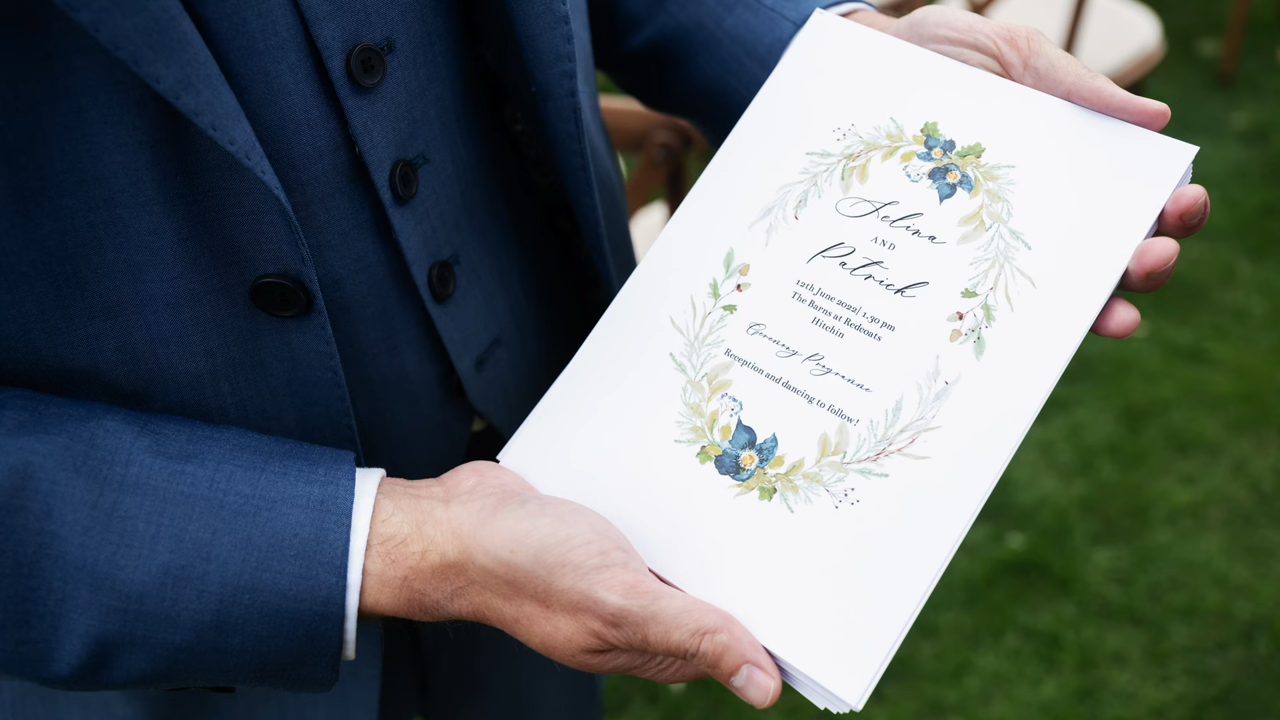 Selina
AND
Patrick
12th June 2022| 1.30 pm
The Barns at Redcoats
Hitchin
Ceremony Programme
Reception and dancing to follow!